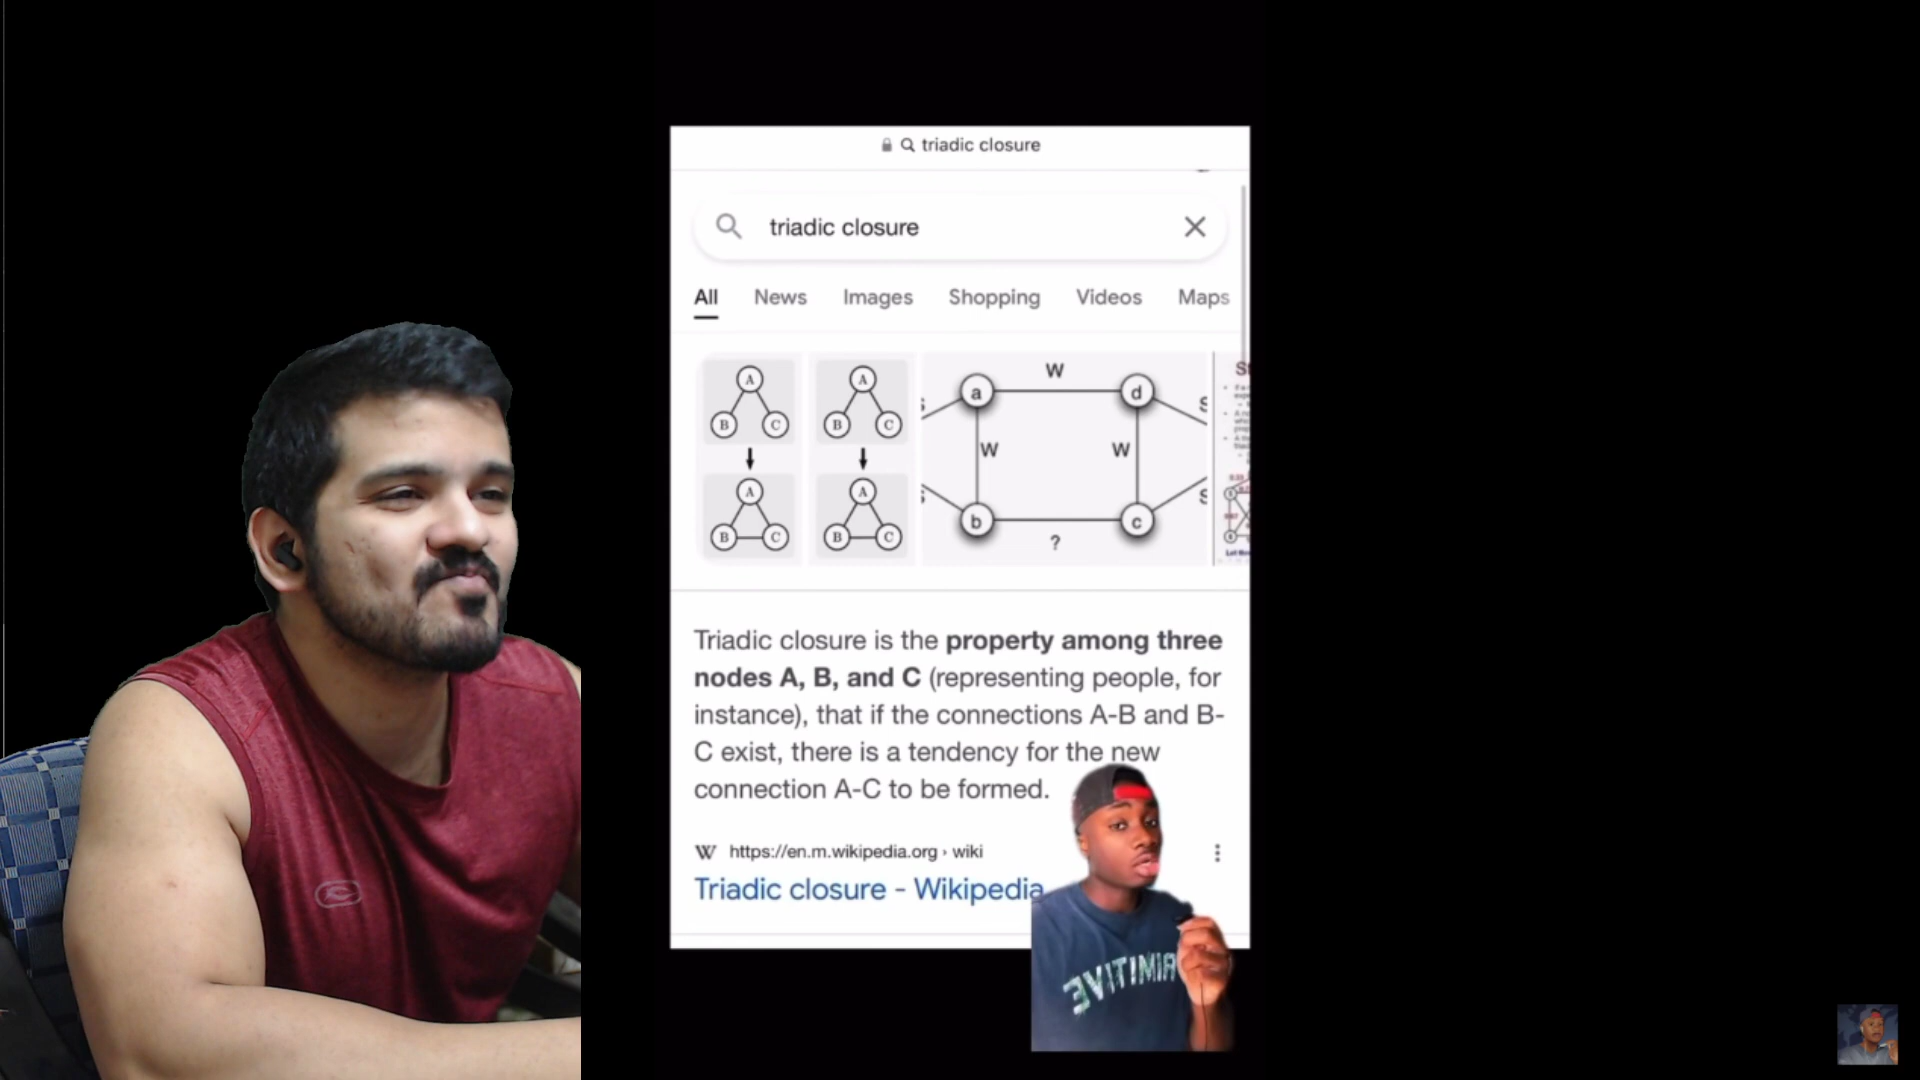 triadic closure
triadic closure
All News Images Shopping Videos Maps
A A
B C B C
A A
B C B C
W
a d
W W
b c
?
S
S
Triadic closure is the property among three
nodes A, B, and C (representing people, for
instance), that if the connections A-B and B-
C exist, there is a tendency for the new
connection A-C to be formed.
W https://en.m.wikipedia.org › wiki
Triadic closure - Wikipedia
PRIMITIVE